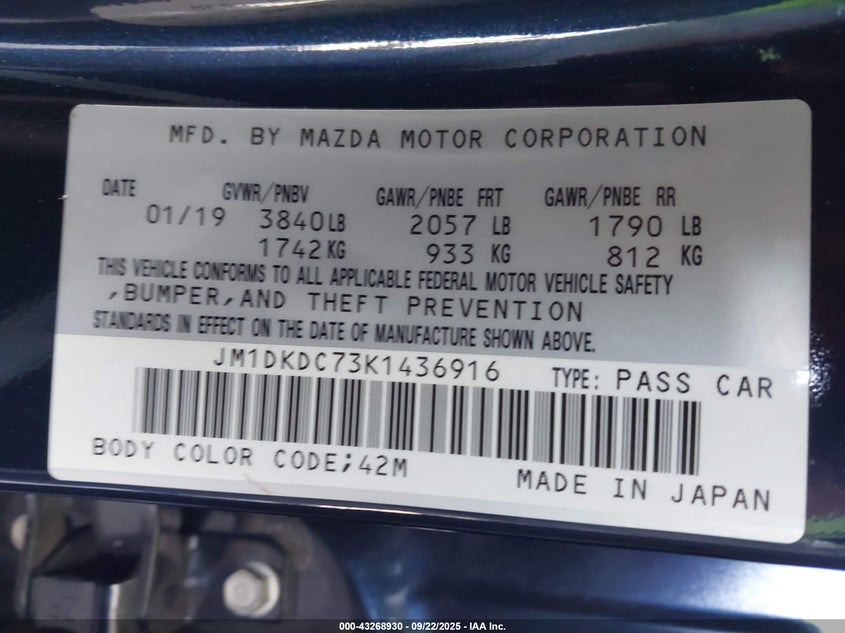 MFD. BY MAZDA MOTOR CORPORATION
DATE GVWR/PNBV GAWR/PNBE FRT GAWR/PNBE RR
01/19 3840LB 2057 LB 1790 LB
1742KG 933 KG 812 KG
THIS VEHICLE CONFORMS TO ALL APPLICABLE FEDERAL MOTOR VEHICLE SAFETY
,BUMPER,AND THEFT PREVENTION
STANDARDS IN EFFECT ON THE DATE OF MANUFACTURE SHOWN ABOVE.
JM1DKDC73K1436916 TYPE: PASS CAR
BODY COLOR CODE;42M
MADE IN JAPAN
000-43268930 - 09/22/2025 - IAA Inc.